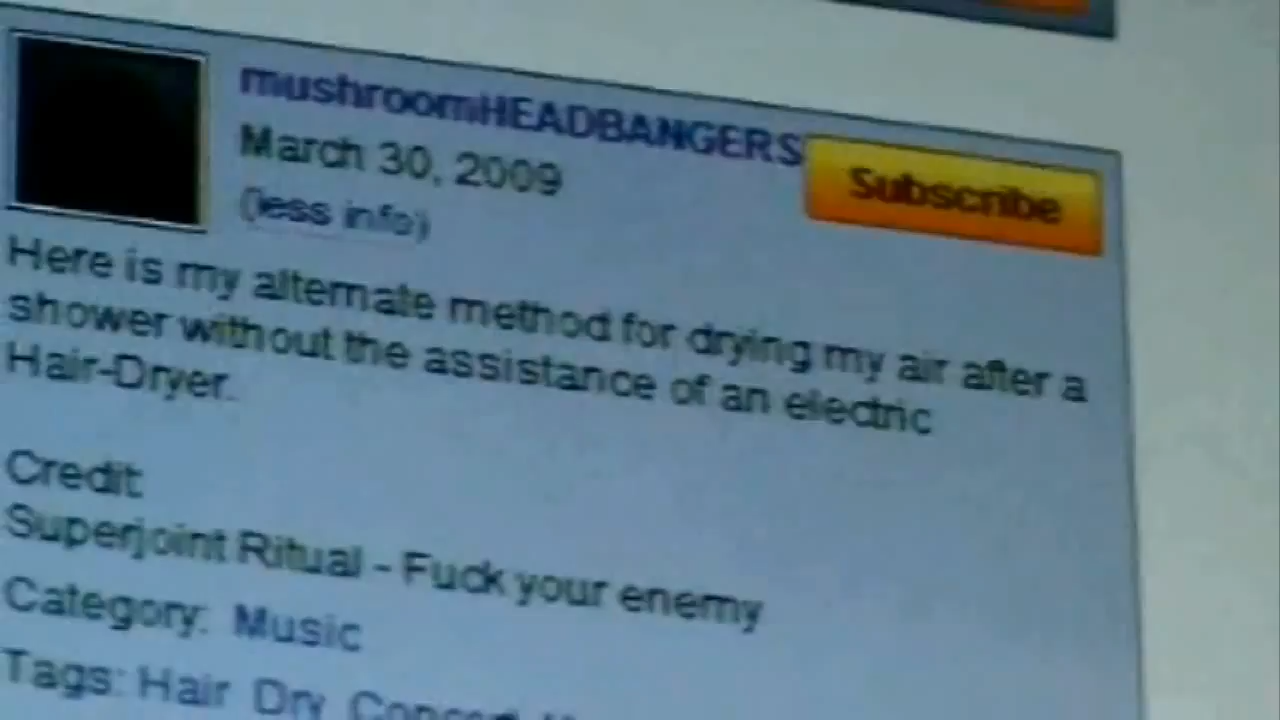 mushroomHEADBANGERS
March 30, 2009
(less info)
Subscribe
Here is my alternate method for drying my air after a
shower without the assistance of an electric
Hair-Dryer.
Credit:
Superjoint Ritual - Fuck your enemy
Category: Music
Tags: Hair Dry